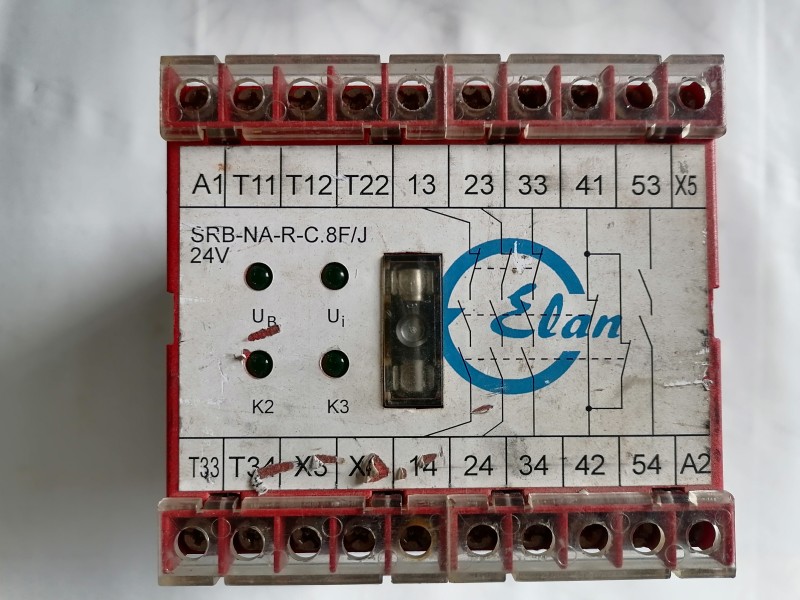 A1 T11 T12 T22 13 23 33 41 53 X5
SRB-NA-R-C.8F/J
24V
Elan
UB Ui
K2 K3
T33 T34 X3 X4 14 24 34 42 54 A2